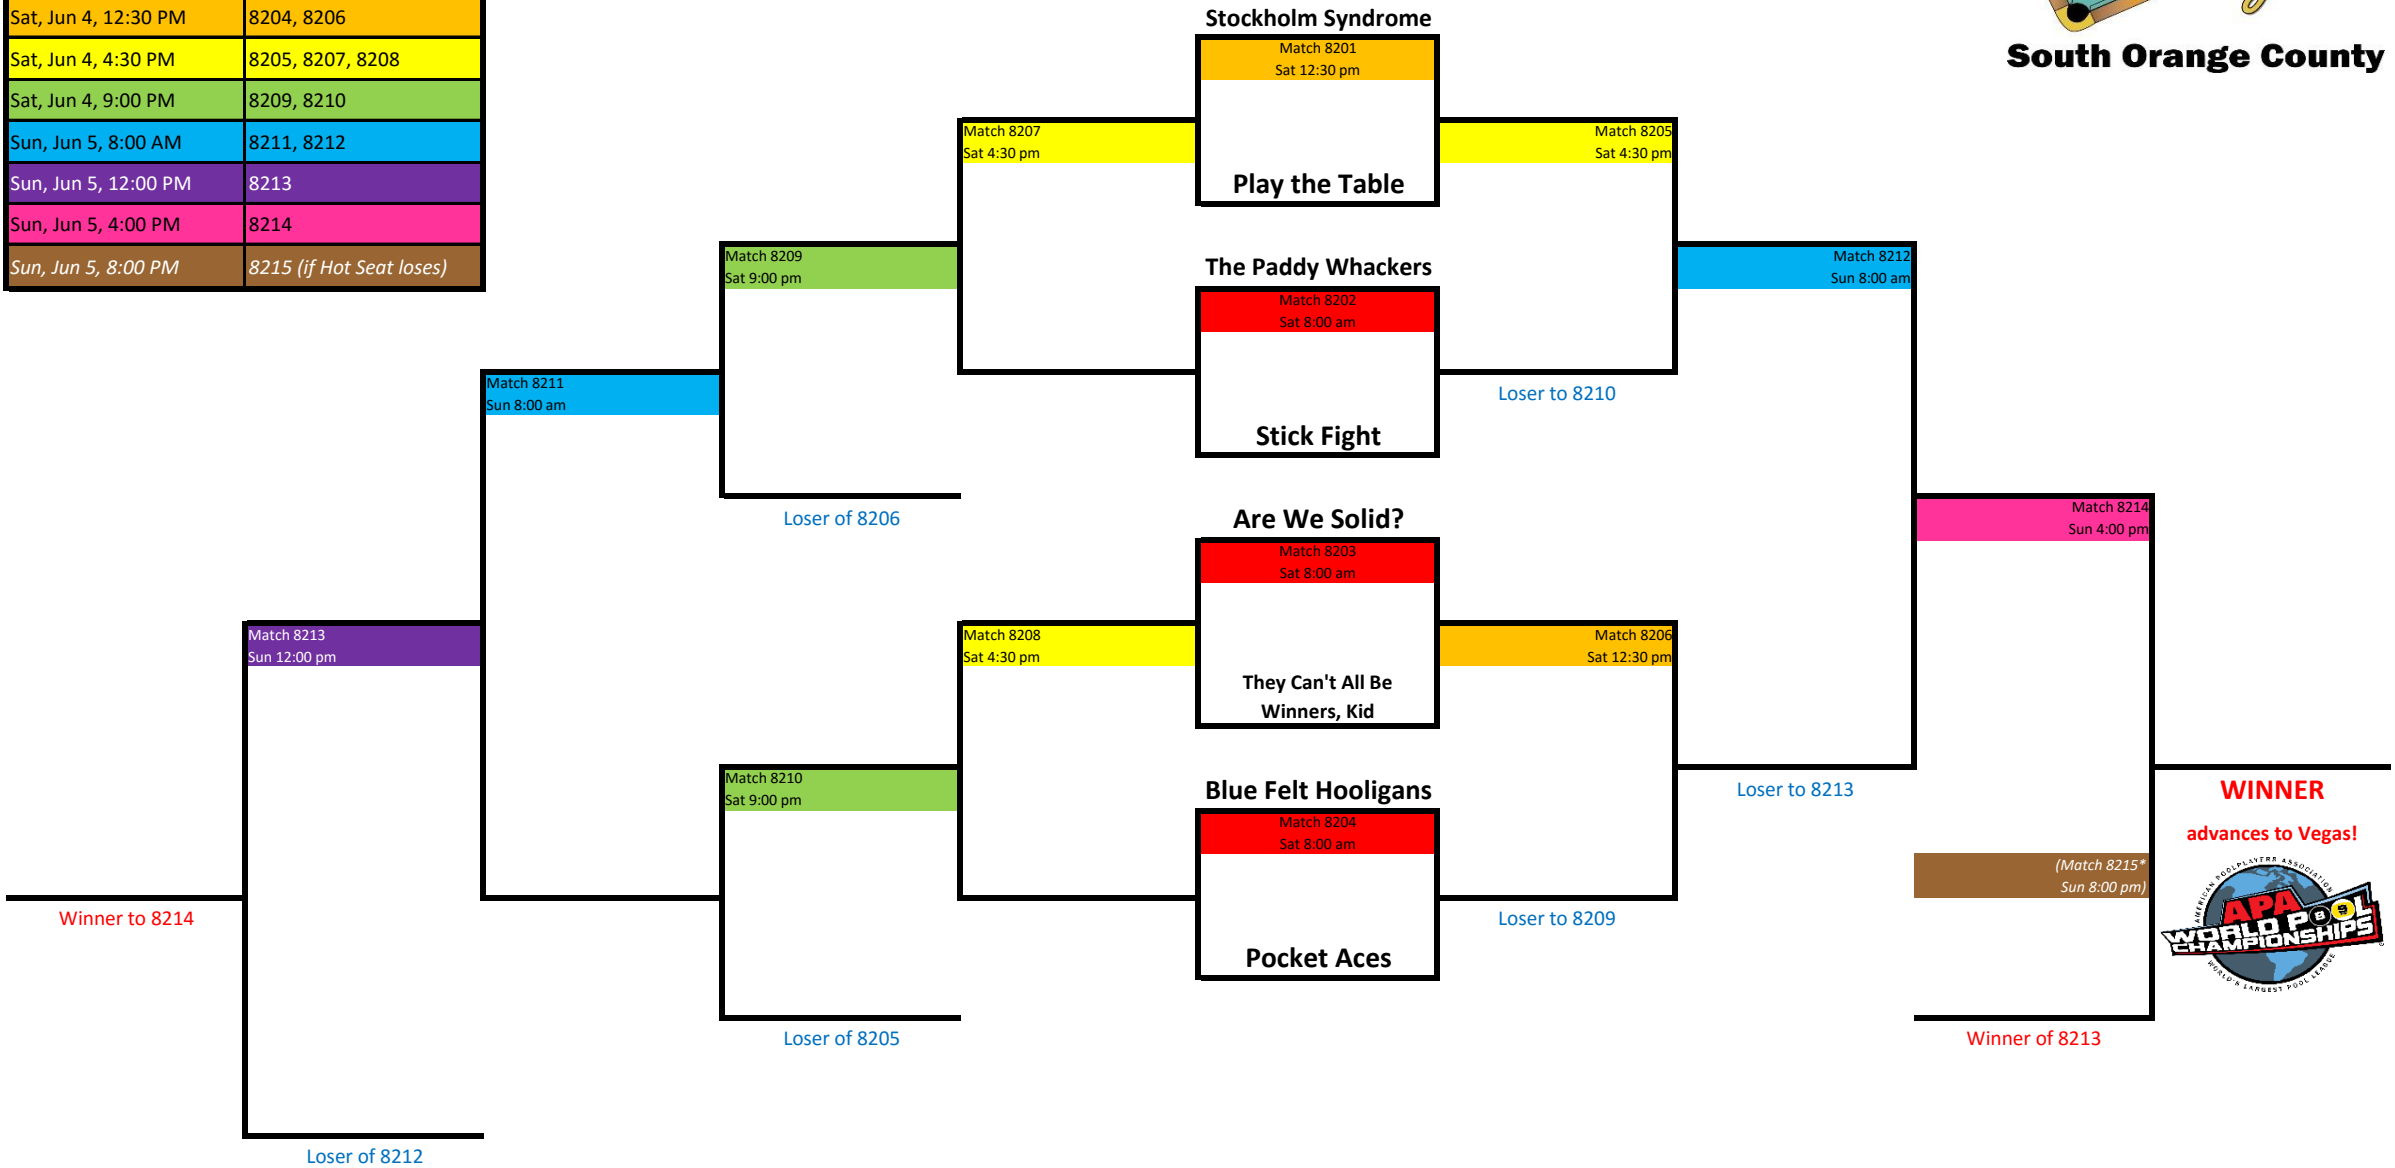 Sat, Jun 4, 12:30 PM 8204, 8206
Sat, Jun 4, 4:30 PM 8205, 8207, 8208
Sat, Jun 4, 9:00 PM 8209, 8210
Sun, Jun 5, 8:00 AM 8211, 8212
Sun, Jun 5, 12:00 PM 8213
Sun, Jun 5, 4:00 PM 8214
Sun, Jun 5, 8:00 PM 8215 (if Hot Seat loses)
South Orange County
Stockholm Syndrome
Match 8201
Sat 12:30 pm
Match 8207
Sat 4:30 pm
Match 8205
Sat 4:30 pm
Play the Table
Match 8209
Sat 9:00 pm
The Paddy Whackers
Match 8212
Sun 8:00 am
Match 8202
Sat 8:00 am
Match 8211
Sun 8:00 am
Loser to 8210
Stick Fight
Loser of 8206
Are We Solid?
Match 8214
Sun 4:00 pm
Match 8203
Sat 8:00 am
Match 8213
Sun 12:00 pm
Match 8208
Sat 4:30 pm
Match 8206
Sat 12:30 pm
They Can't All Be
Winners, Kid
Match 8210
Sat 9:00 pm
Blue Felt Hooligans
Loser to 8213
WINNER
advances to Vegas!
Match 8204
Sat 8:00 am
(Match 8215*
Sun 8:00 pm)
AMERICAN POOLPLAYERS ASSOCIATION
APA
WORLD POOL
CHAMPIONSHIPS
WORLD'S LARGEST POOL LEAGUE
Winner to 8214
Loser to 8209
Pocket Aces
Loser of 8205
Winner of 8213
Loser of 8212